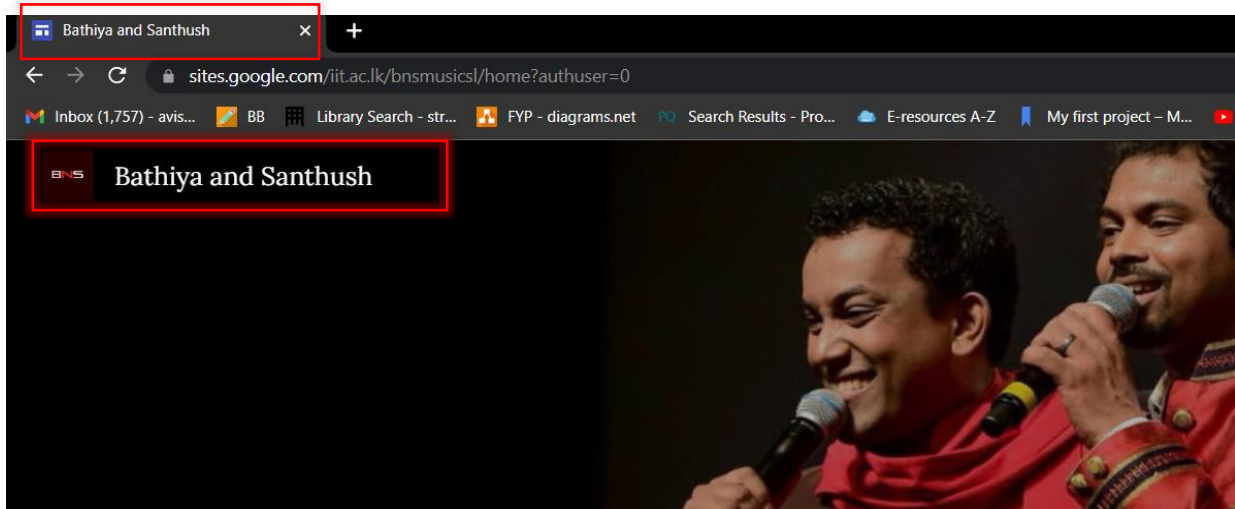 Bathiya and Santhush
sites.google.com/iit.ac.lk/bnsmusicsl/home?authuser=0
Inbox (1,757) - avis... BB Library Search - str... FYP - diagrams.net PQ Search Results - Pro... E-resources A-Z My first project – M...
BNS Bathiya and Santhush